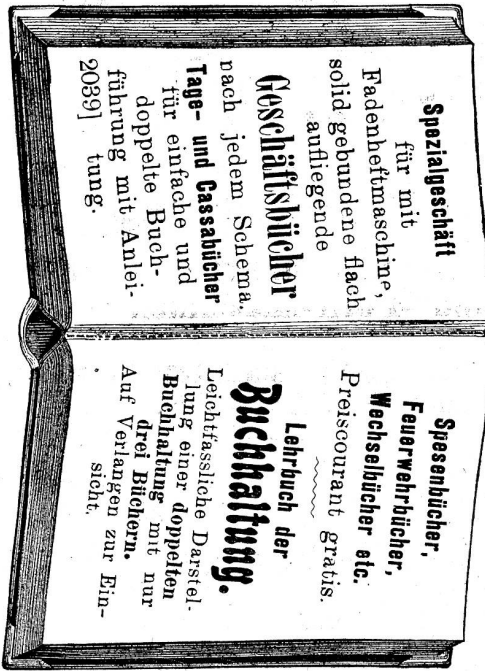 Spezialgeschäft
für mit
Fadenheftmaschine,
solid gebundene flach
aufliegende
Geschäftsbücher
nach jedem Schema.
Tage- und Cassabücher
für einfache und
doppelte Buch-
führung mit Anlei-
2039] tung.
Spesenbücher,
Feuerwehrbücher,
Wechselbücher etc.
Preiscourant gratis.
Lehrbuch der
Buchhaltung.
Leichtfassliche Darstel-
lung einer doppelten
Buchhaltung mit nur
drei Büchern.
Auf Verlangen zur Ein-
sicht.